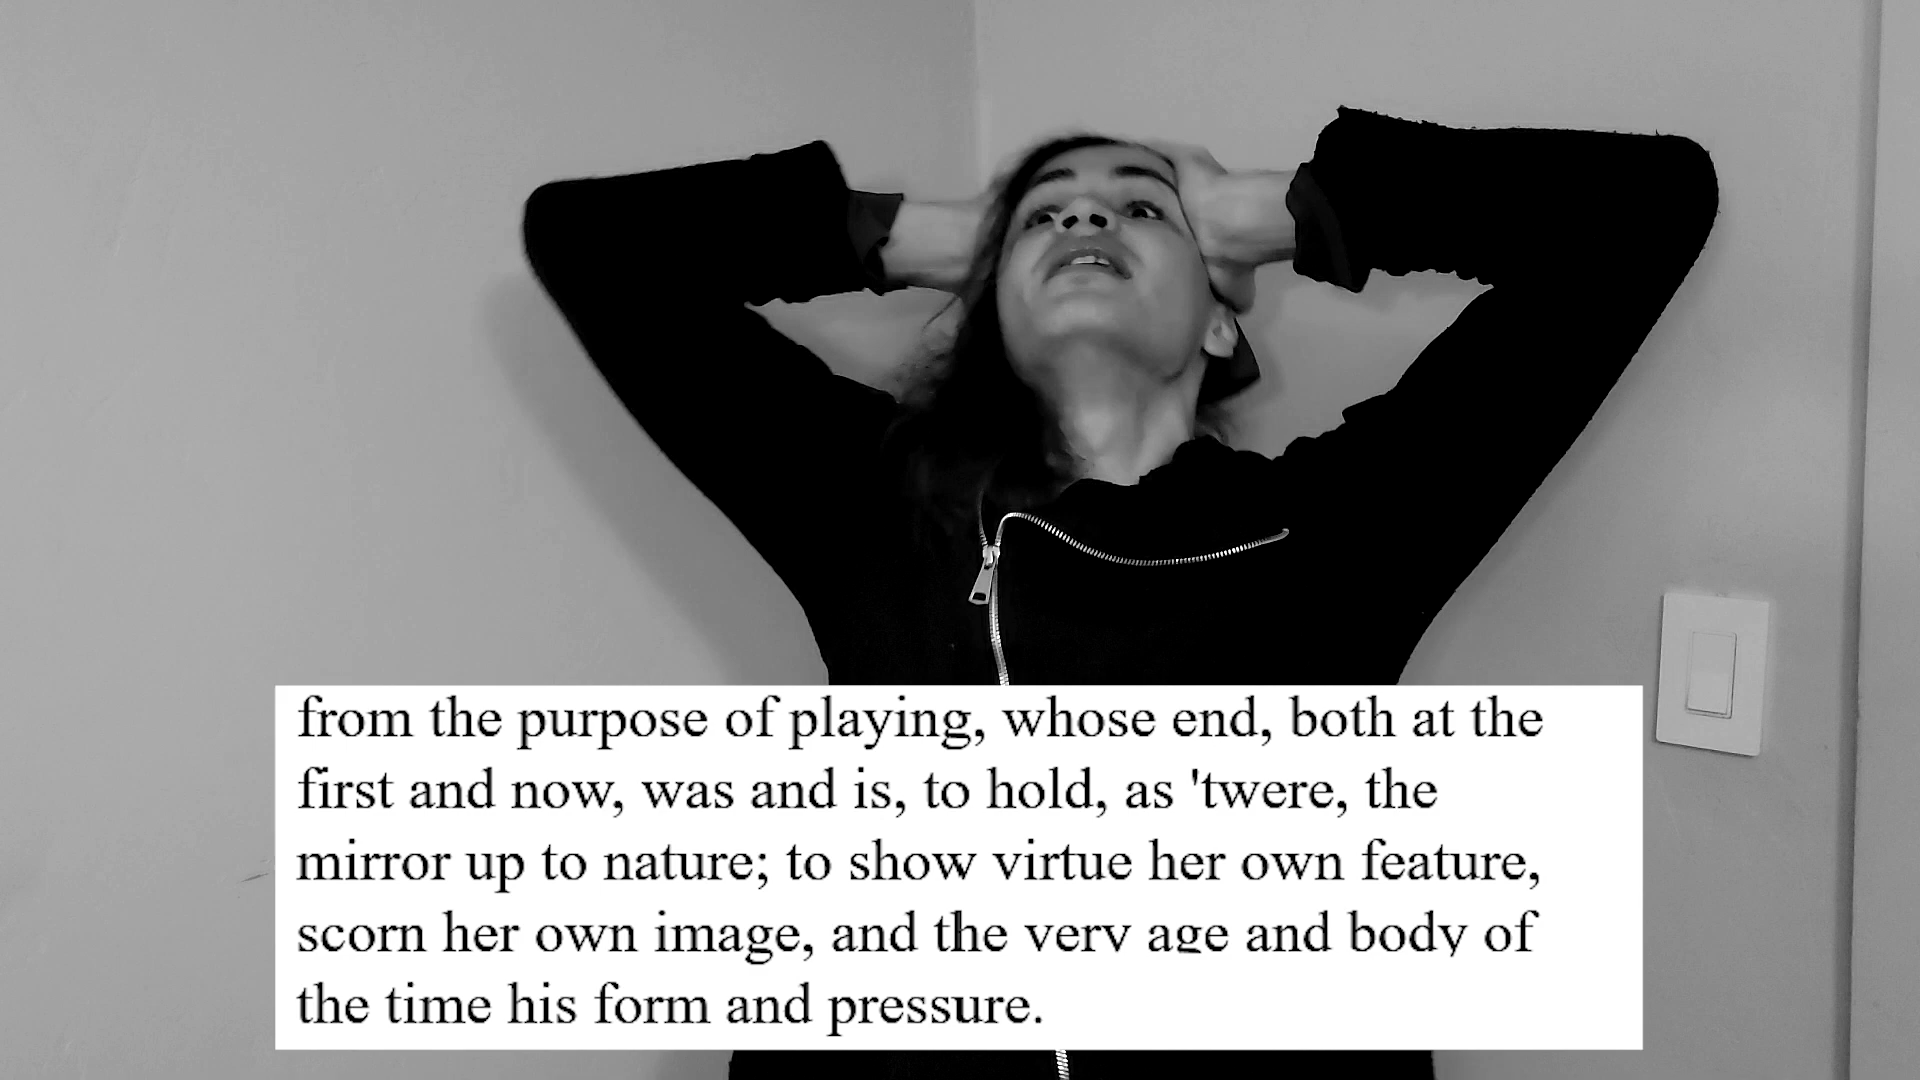 from the purpose of playing, whose end, both at the
first and now, was and is, to hold, as 'twere, the
mirror up to nature; to show virtue her own feature,
scorn her own image, and the very age and body of
the time his form and pressure.